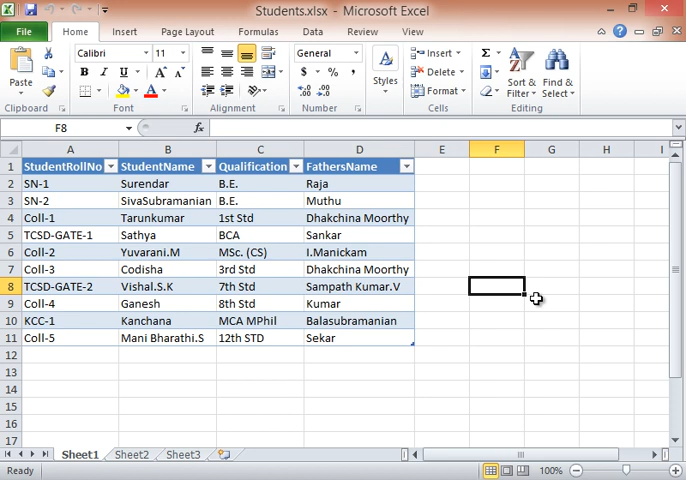 Students.xlsx - Microsoft Excel
File Home Insert Page Layout Formulas Data Review View
Calibri 11 General Insert
Paste B I U A A $ % , Styles Delete Sort & Filter Find & Select
A Format
Clipboard Font Alignment Number Cells Editing
F8 fx
A B C D E F G H I
1 StudentRollNo StudentName Qualification FathersName
2 SN-1 Surendar B.E. Raja
3 SN-2 SivaSubramanian B.E. Muthu
4 Coll-1 Tarunkumar 1st Std Dhakchina Moorthy
5 TCSD-GATE-1 Sathya BCA Sankar
6 Coll-2 Yuvarani.M MSc. (CS) I.Manickam
7 Coll-3 Codisha 3rd Std Dhakchina Moorthy
8 TCSD-GATE-2 Vishal.S.K 7th Std Sampath Kumar.V
9 Coll-4 Ganesh 8th Std Kumar
10 KCC-1 Kanchana MCA MPhil Balasubramanian
11 Coll-5 Mani Bharathi.S 12th STD Sekar
12
13
14
15
16
17
Sheet1 Sheet2 Sheet3
Ready 100%